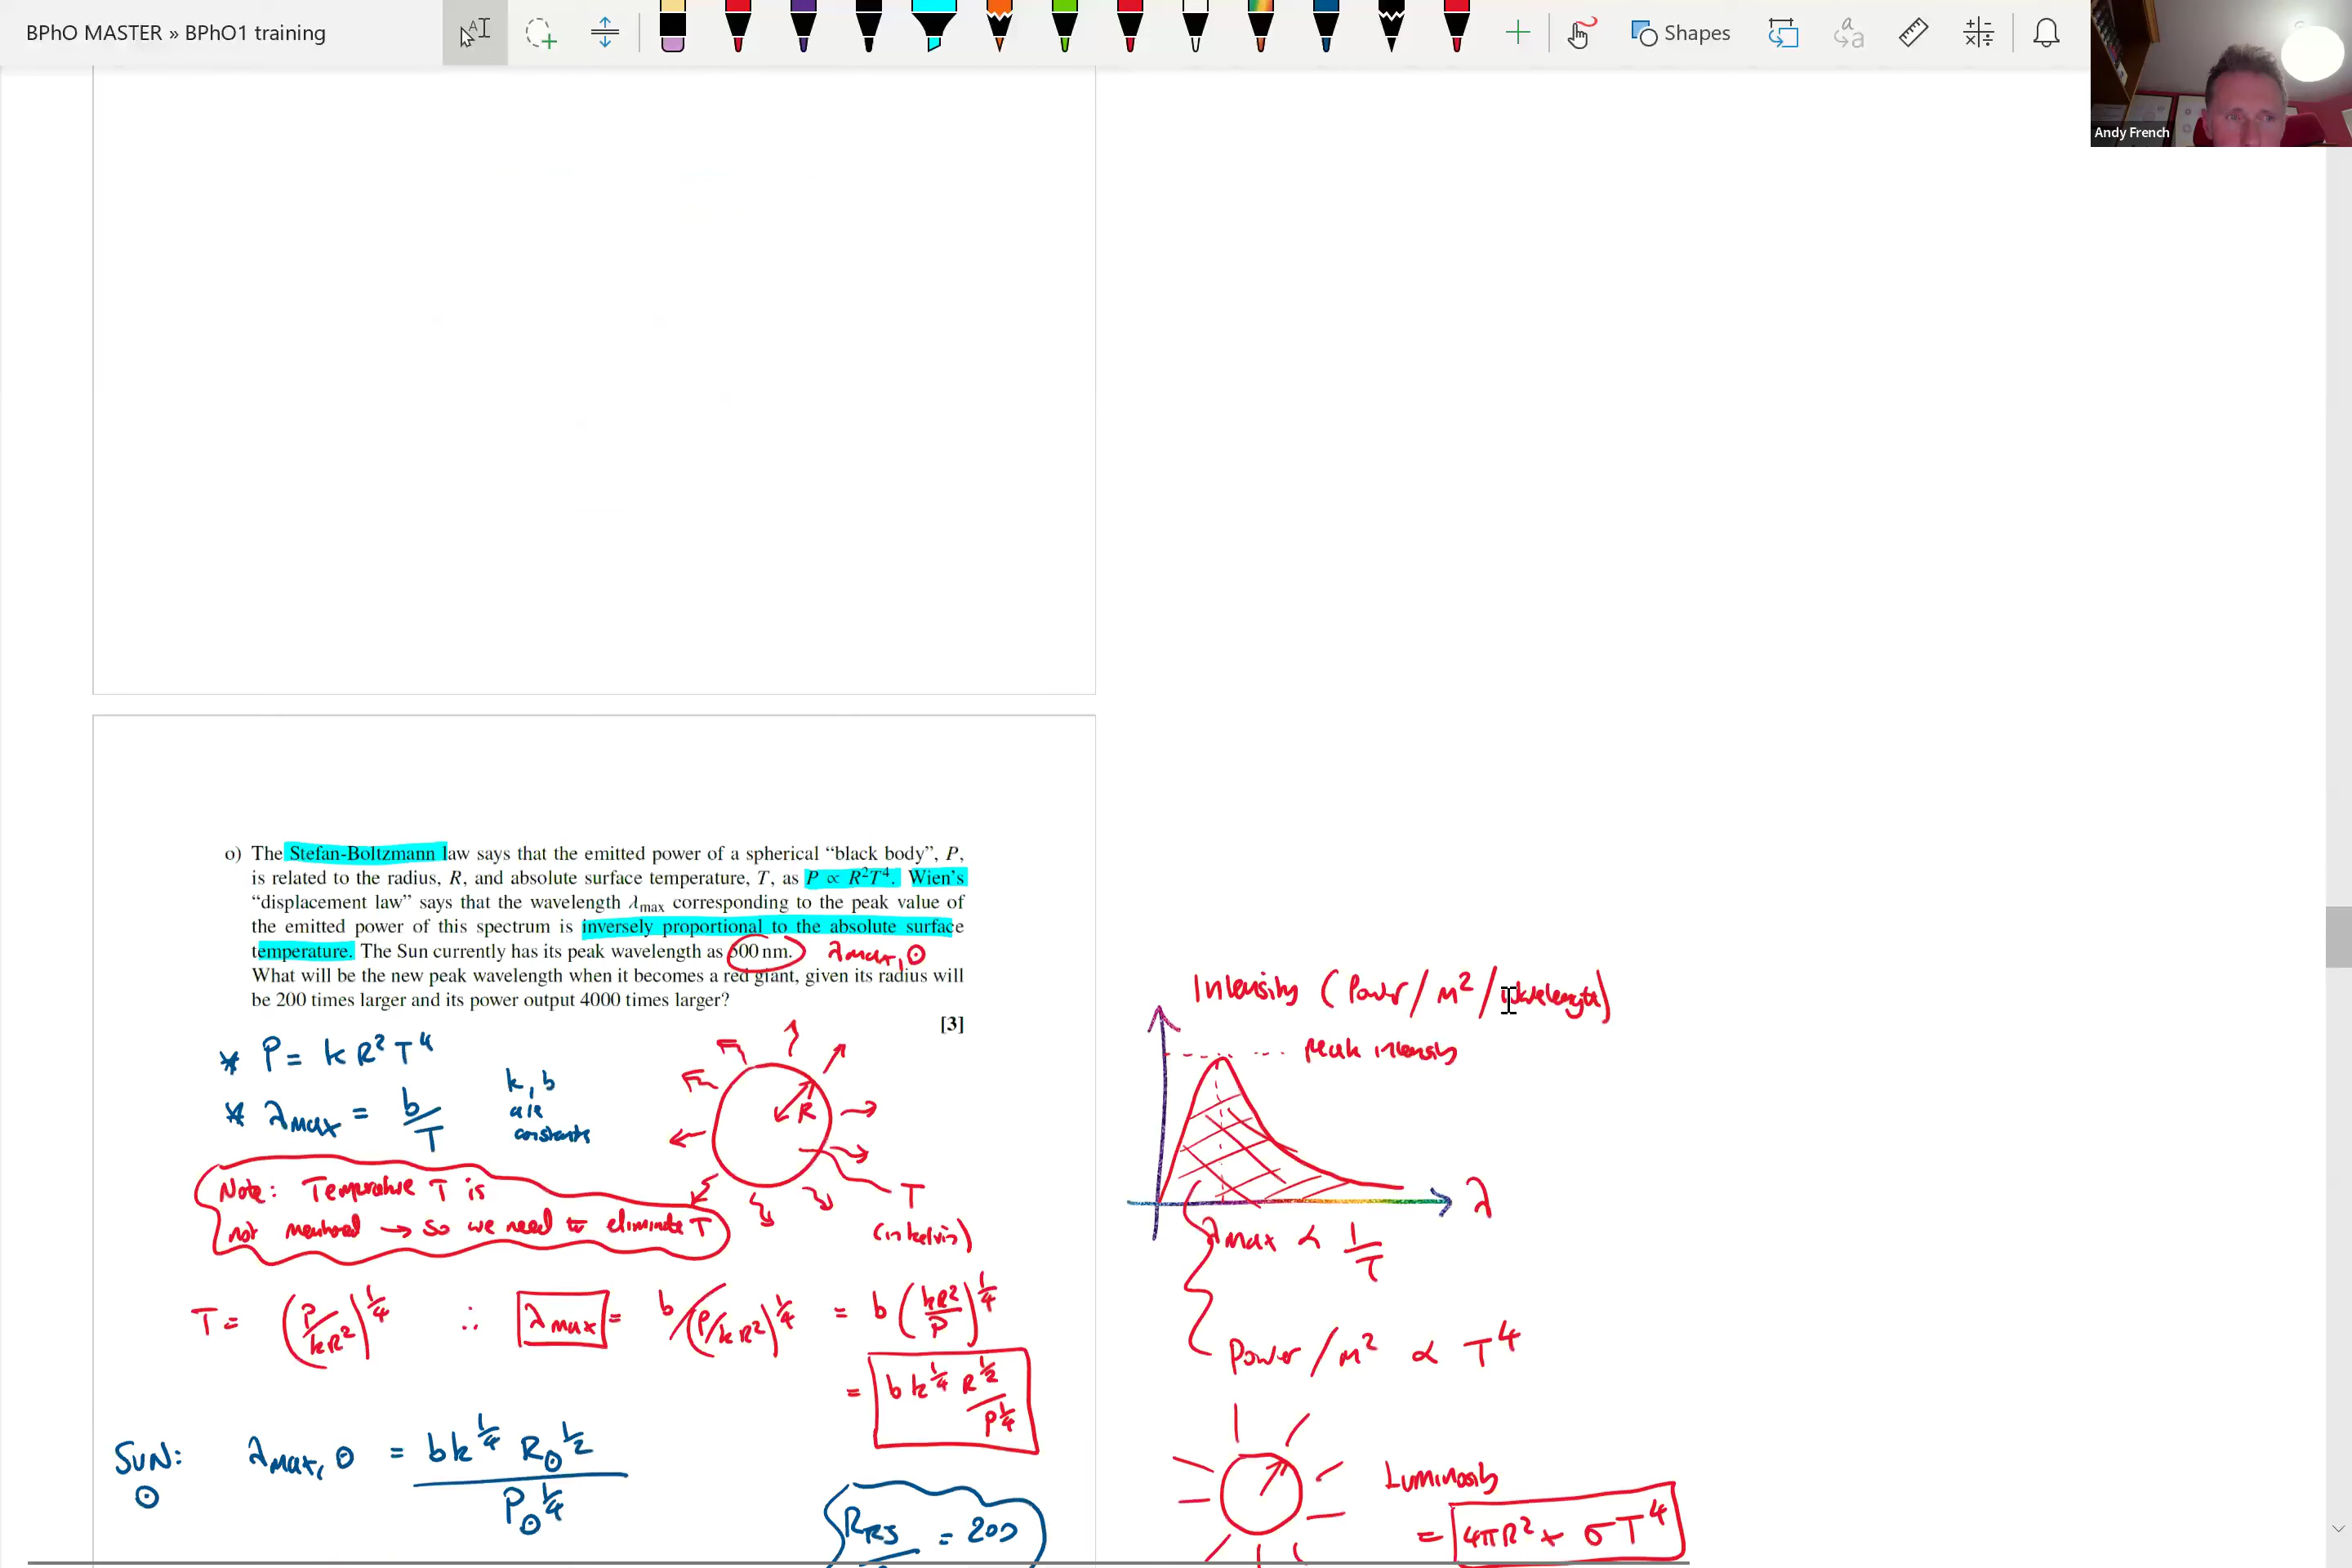 BPhO MASTER » BPhO1 training
Shapes
Andy French
o) The Stefan-Boltzmann law says that the emitted power of a spherical “black body”, P,
is related to the radius, R, and absolute surface temperature, T, as P ∝ R²T⁴. Wien’s
“displacement law” says that the wavelength λmax corresponding to the peak value of
the emitted power of this spectrum is inversely proportional to the absolute surface
temperature. The Sun currently has its peak wavelength as 500 nm. λmax,⊙
What will be the new peak wavelength when it becomes a red giant, given its radius will
be 200 times larger and its power output 4000 times larger?
[3]
* P = k R² T⁴
* λmax = b/T
k, b
are
constants
R
T
(in kelvin)
Note: Temperature T is
not mentioned → so we need to eliminate T
T = (P/kR²)^¼ ∴ λmax = b/(P/kR²)^¼ = b (kR²/P)^¼
= b k^¼ R^½/P^¼
SUN: λmax,⊙ = bk^¼ R⊙^½/P⊙^¼
⊙
= 200
Intensity (Power/m²/wavelength)
peak intensity
λ
λmax ∝ 1/T
Power/m² ∝ T⁴
Luminosity
= 4πR² × σT⁴